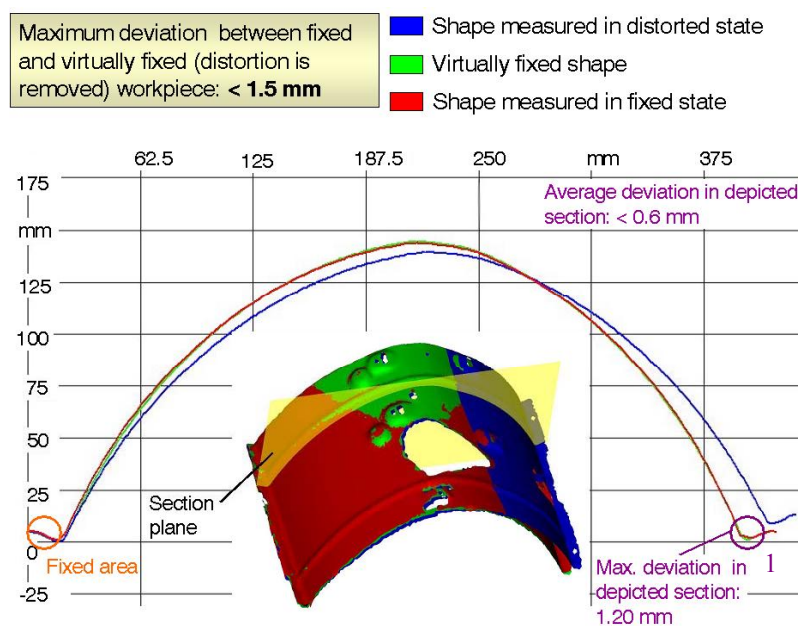 Maximum deviation between fixed
and virtually fixed (distortion is
removed) workpiece: < 1.5 mm
Shape measured in distorted state
Virtually fixed shape
Shape measured in fixed state
62.5 125 187.5 250 mm 375
175
mm
125
100
75
50
25
0
-25
Average deviation in depicted
section: < 0.6 mm
Section
plane
Fixed area
Max. deviation in
depicted section:
1.20 mm
1